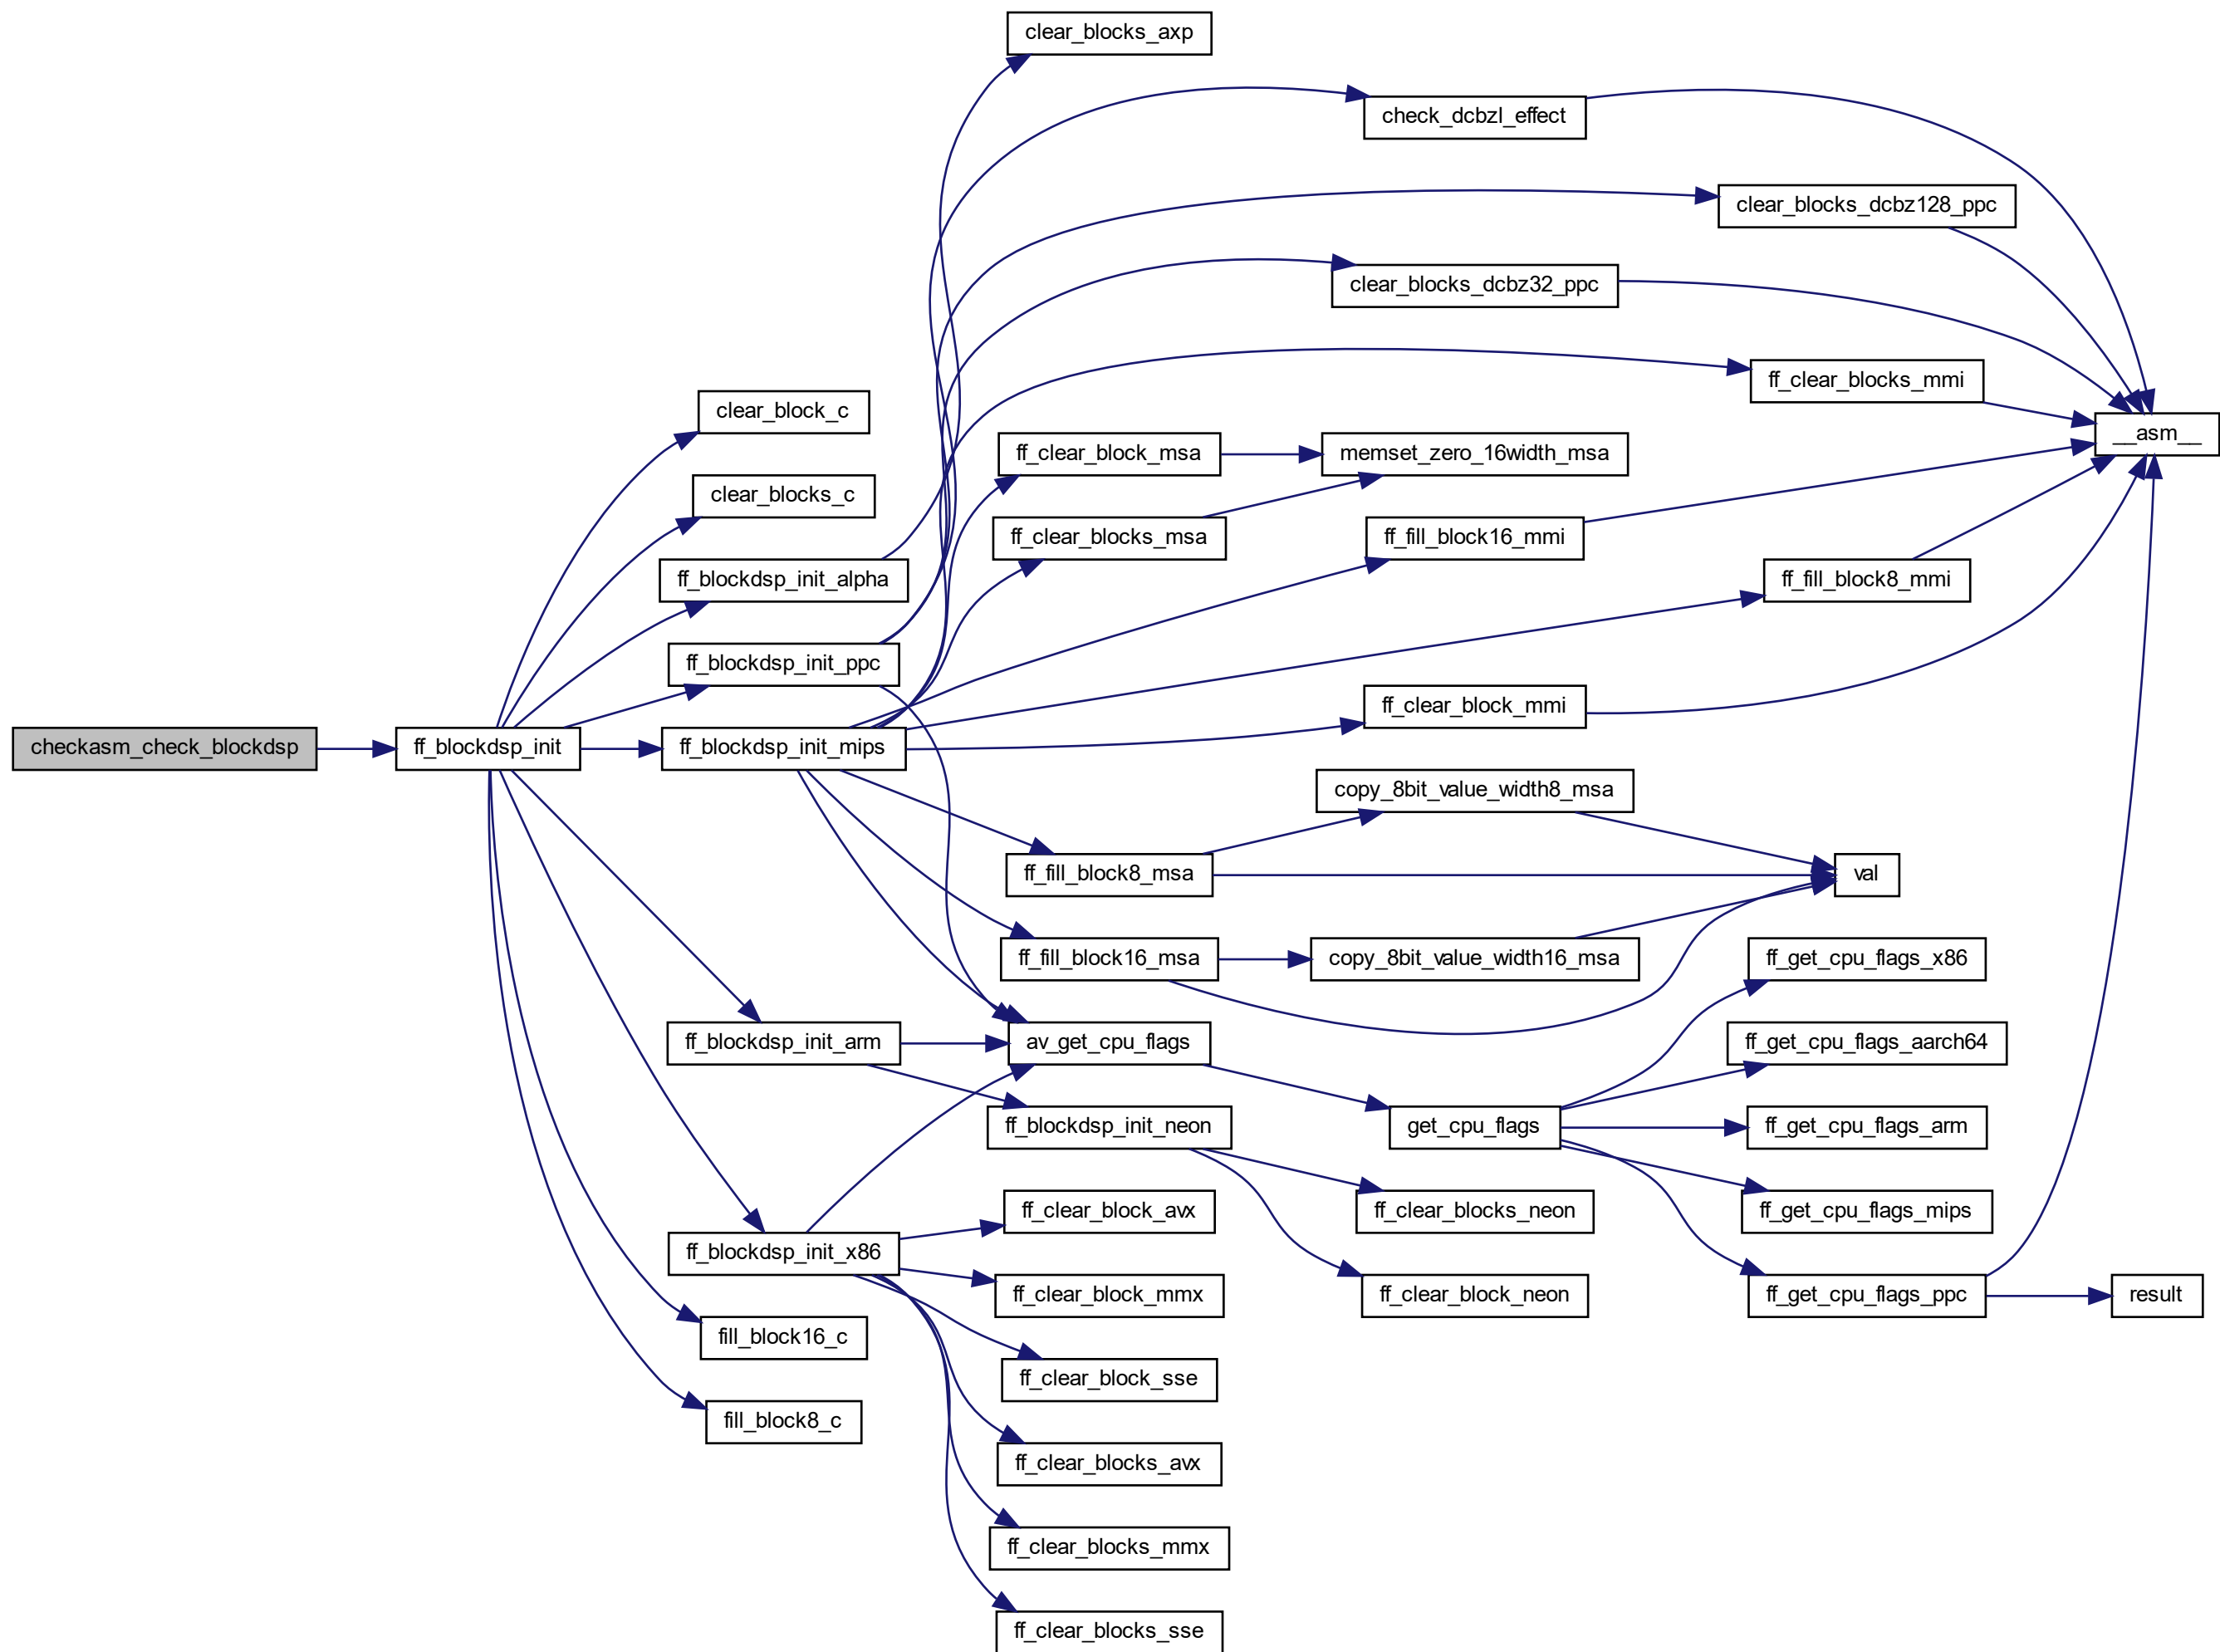 clear_blocks_axp
check_dcbzl_effect
clear_blocks_dcbz128_ppc
clear_blocks_dcbz32_ppc
ff_clear_blocks_mmi
clear_block_c
__asm__
ff_clear_block_msa
memset_zero_16width_msa
clear_blocks_c
ff_clear_blocks_msa
ff_fill_block16_mmi
ff_blockdsp_init_alpha
ff_fill_block8_mmi
ff_blockdsp_init_ppc
ff_clear_block_mmi
checkasm_check_blockdsp
ff_blockdsp_init
ff_blockdsp_init_mips
copy_8bit_value_width8_msa
ff_fill_block8_msa
val
ff_fill_block16_msa
copy_8bit_value_width16_msa
ff_get_cpu_flags_x86
ff_blockdsp_init_arm
av_get_cpu_flags
ff_get_cpu_flags_aarch64
ff_blockdsp_init_neon
get_cpu_flags
ff_get_cpu_flags_arm
ff_clear_block_avx
ff_clear_blocks_neon
ff_get_cpu_flags_mips
ff_blockdsp_init_x86
ff_clear_block_mmx
ff_clear_block_neon
ff_get_cpu_flags_ppc
result
fill_block16_c
ff_clear_block_sse
fill_block8_c
ff_clear_blocks_avx
ff_clear_blocks_mmx
ff_clear_blocks_sse